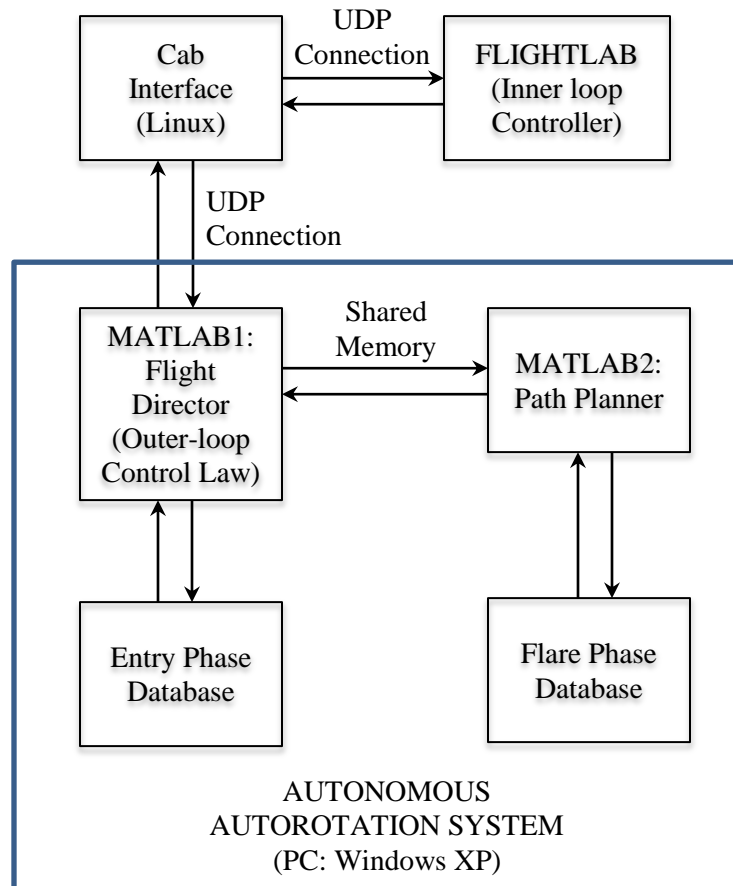 Cab
Interface
(Linux)
UDP
Connection
FLIGHTLAB
(Inner loop
Controller)
UDP
Connection
MATLAB1:
Flight
Director
(Outer-loop
Control Law)
Shared
Memory
MATLAB2:
Path Planner
Entry Phase
Database
Flare Phase
Database
AUTONOMOUS
AUTOROTATION SYSTEM
(PC: Windows XP)